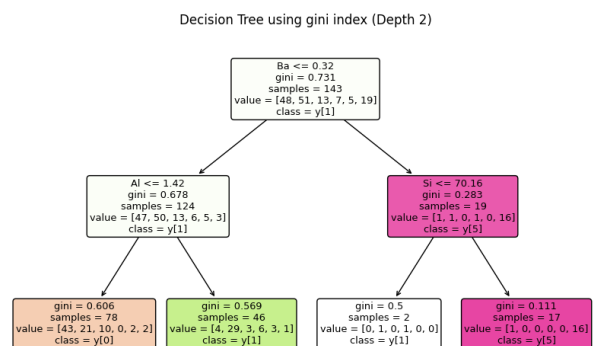 Decision Tree using gini index (Depth 2)
Ba <= 0.32
gini = 0.731
samples = 143
value = [48, 51, 13, 7, 5, 19]
class = y[1]
Al <= 1.42
gini = 0.678
samples = 124
value = [47, 50, 13, 6, 5, 3]
class = y[1]
Si <= 70.16
gini = 0.283
samples = 19
value = [1, 1, 0, 1, 0, 16]
class = y[5]
gini = 0.606
samples = 78
value = [43, 21, 10, 0, 2, 2]
class = y[0]
gini = 0.569
samples = 46
value = [4, 29, 3, 6, 3, 1]
class = y[1]
gini = 0.5
samples = 2
value = [0, 1, 0, 1, 0, 0]
class = y[1]
gini = 0.111
samples = 17
value = [1, 0, 0, 0, 0, 16]
class = y[5]